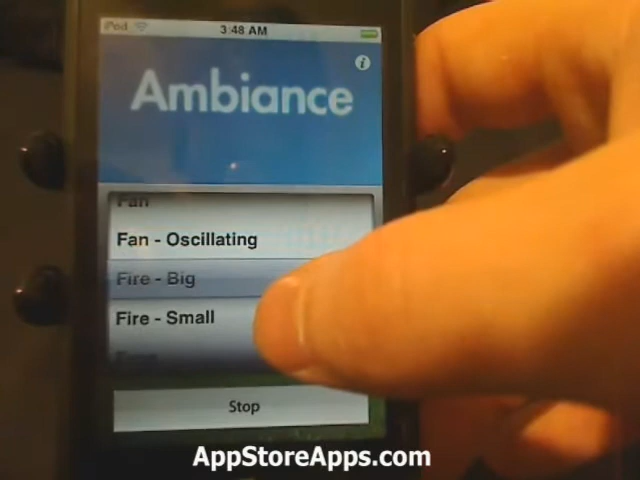 iPod 3:48 AM
Ambiance
Fan
Fan - Oscillating
Fire - Big
Fire - Small
Stop
AppStoreApps.com